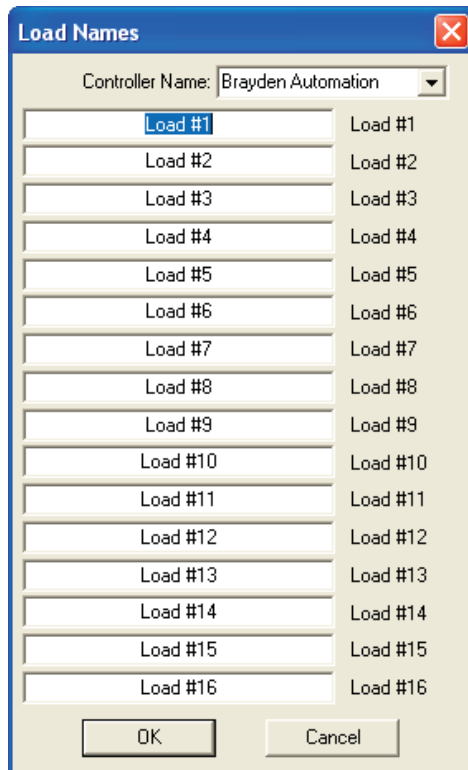 Load Names
Controller Name: Brayden Automation
Load #1 Load #1
Load #2 Load #2
Load #3 Load #3
Load #4 Load #4
Load #5 Load #5
Load #6 Load #6
Load #7 Load #7
Load #8 Load #8
Load #9 Load #9
Load #10 Load #10
Load #11 Load #11
Load #12 Load #12
Load #13 Load #13
Load #14 Load #14
Load #15 Load #15
Load #16 Load #16
OK Cancel